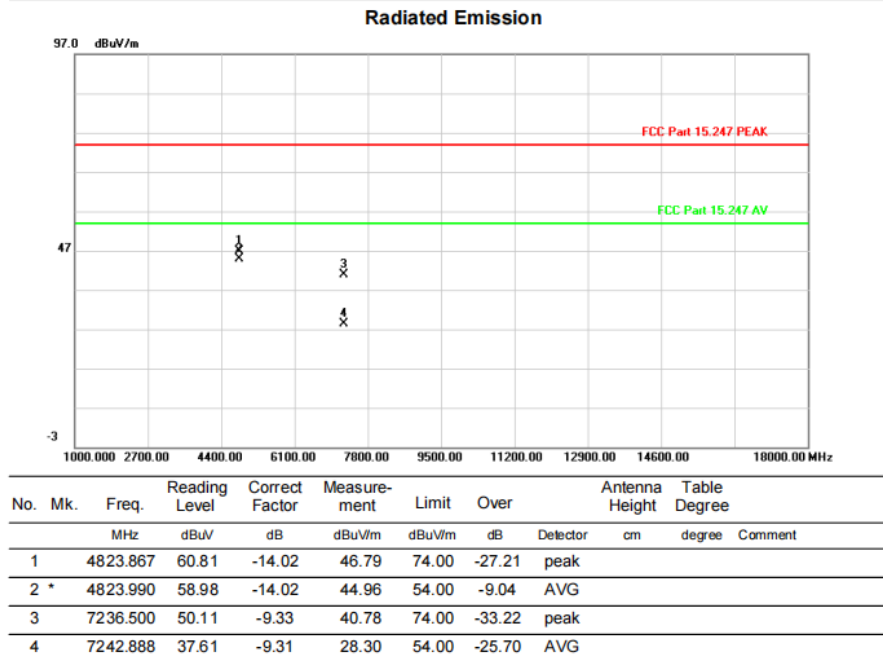 Radiated Emission
97.0 dBuV/m
FCC Part 15.247 PEAK
FCC Part 15.247 AV
1
47
3
4
-3
1000.000 2700.00 4400.00 6100.00 7800.00 9500.00 11200.00 12900.00 14600.00 18000.00 MHz
No. Mk. Freq. Reading Level Correct Factor Measure-ment Limit Over Antenna Height Table Degree
MHz dBuV dB dBuV/m dBuV/m dB Detector cm degree Comment
1 4823.867 60.81 -14.02 46.79 74.00 -27.21 peak
2 * 4823.990 58.98 -14.02 44.96 54.00 -9.04 AVG
3 7236.500 50.11 -9.33 40.78 74.00 -33.22 peak
4 7242.888 37.61 -9.31 28.30 54.00 -25.70 AVG